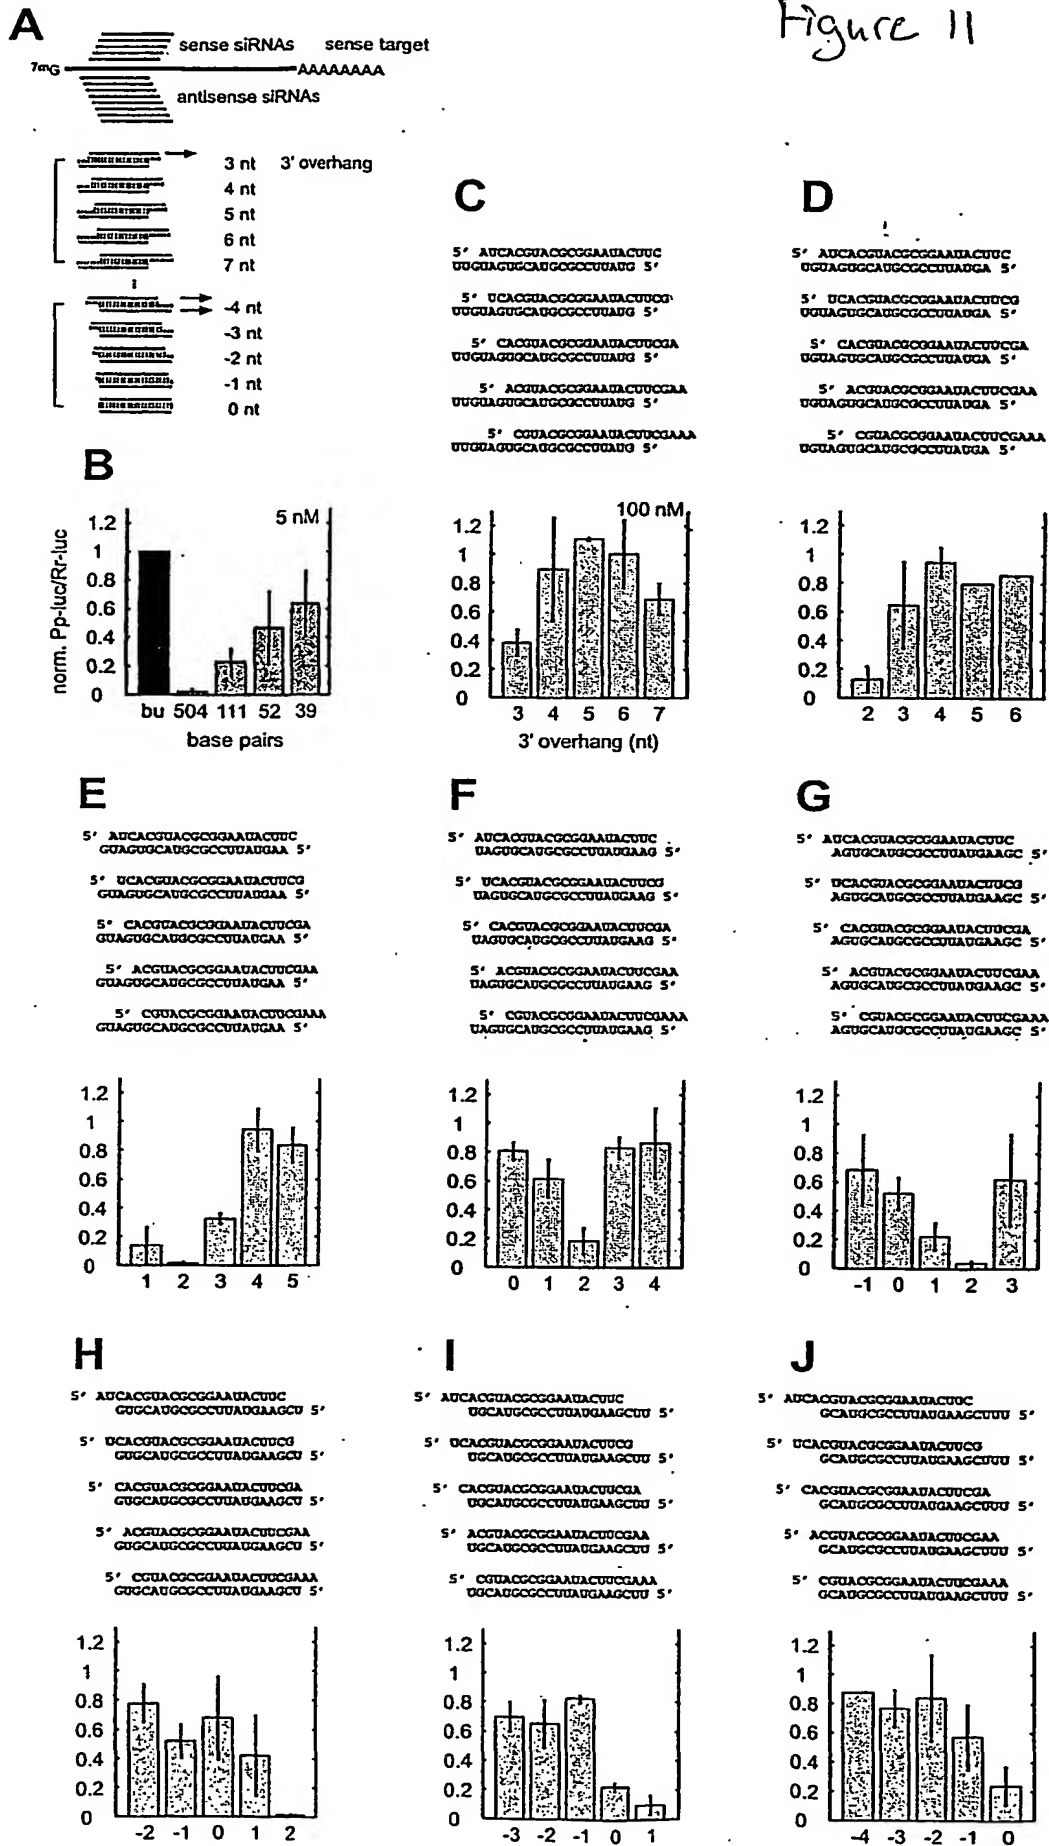 Figure 11
A
sense siRNAs sense target
7mG AAAAAAAA
antisense siRNAs
3 nt 3' overhang
4 nt
5 nt
6 nt
7 nt
-4 nt
-3 nt
-2 nt
-1 nt
0 nt
B
5 nM
norm. Pp-luc/Rr-luc
1.2
1
0.8
0.6
0.4
0.2
0
bu 504 111 52 39
base pairs
C
5' AUCACGUACGCGGAAUACUUC
UUGUAGUGCAUGCGCCUUAUG 5'
5' UCACGUACGCGGAAUACUUCG
UUGUAGUGCAUGCGCCUUAUG 5'
5' CACGUACGCGGAAUACUUCGA
UUGUAGUGCAUGCGCCUUAUG 5'
5' ACGUACGCGGAAUACUUCGAA
UUGUAGUGCAUGCGCCUUAUG 5'
5' CGUACGCGGAAUACUUCGAAA
UUGUAGUGCAUGCGCCUUAUG 5'
100 nM
1.2
1
0.8
0.6
0.4
0.2
0
3 4 5 6 7
3' overhang (nt)
D
5' AUCACGUACGCGGAAUACUUC
UGUAGUGCAUGCGCCUUAUGA 5'
5' UCACGUACGCGGAAUACUUCG
UGUAGUGCAUGCGCCUUAUGA 5'
5' CACGUACGCGGAAUACUUCGA
UGUAGUGCAUGCGCCUUAUGA 5'
5' ACGUACGCGGAAUACUUCGAA
UGUAGUGCAUGCGCCUUAUGA 5'
5' CGUACGCGGAAUACUUCGAAA
UGUAGUGCAUGCGCCUUAUGA 5'
1.2
1
0.8
0.6
0.4
0.2
0
2 3 4 5 6
E
5' AUCACGUACGCGGAAUACUUC
GUAGUGCAUGCGCCUUAUGAA 5'
5' UCACGUACGCGGAAUACUUCG
GUAGUGCAUGCGCCUUAUGAA 5'
5' CACGUACGCGGAAUACUUCGA
GUAGUGCAUGCGCCUUAUGAA 5'
5' ACGUACGCGGAAUACUUCGAA
GUAGUGCAUGCGCCUUAUGAA 5'
5' CGUACGCGGAAUACUUCGAAA
GUAGUGCAUGCGCCUUAUGAA 5'
1.2
1
0.8
0.6
0.4
0.2
0
1 2 3 4 5
F
5' AUCACGUACGCGGAAUACUUC
UAGUGCAUGCGCCUUAUGAAG 5'
5' UCACGUACGCGGAAUACUUCG
UAGUGCAUGCGCCUUAUGAAG 5'
5' CACGUACGCGGAAUACUUCGA
UAGUGCAUGCGCCUUAUGAAG 5'
5' ACGUACGCGGAAUACUUCGAA
UAGUGCAUGCGCCUUAUGAAG 5'
5' CGUACGCGGAAUACUUCGAAA
UAGUGCAUGCGCCUUAUGAAG 5'
1.2
1
0.8
0.6
0.4
0.2
0
0 1 2 3 4
G
5' AUCACGUACGCGGAAUACUUC
AGUGCAUGCGCCUUAUGAAGC 5'
5' UCACGUACGCGGAAUACUUCG
AGUGCAUGCGCCUUAUGAAGC 5'
5' CACGUACGCGGAAUACUUCGA
AGUGCAUGCGCCUUAUGAAGC 5'
5' ACGUACGCGGAAUACUUCGAA
AGUGCAUGCGCCUUAUGAAGC 5'
5' CGUACGCGGAAUACUUCGAAA
AGUGCAUGCGCCUUAUGAAGC 5'
1.2
1
0.8
0.6
0.4
0.2
0
-1 0 1 2 3
H
5' AUCACGUACGCGGAAUACUUC
GUGCAUGCGCCUUAUGAAGCU 5'
5' UCACGUACGCGGAAUACUUCG
GUGCAUGCGCCUUAUGAAGCU 5'
5' CACGUACGCGGAAUACUUCGA
GUGCAUGCGCCUUAUGAAGCU 5'
5' ACGUACGCGGAAUACUUCGAA
GUGCAUGCGCCUUAUGAAGCU 5'
5' CGUACGCGGAAUACUUCGAAA
GUGCAUGCGCCUUAUGAAGCU 5'
1.2
1
0.8
0.6
0.4
0.2
0
-2 -1 0 1 2
I
5' AUCACGUACGCGGAAUACUUC
UGCAUGCGCCUUAUGAAGCUU 5'
5' UCACGUACGCGGAAUACUUCG
UGCAUGCGCCUUAUGAAGCUU 5'
5' CACGUACGCGGAAUACUUCGA
UGCAUGCGCCUUAUGAAGCUU 5'
5' ACGUACGCGGAAUACUUCGAA
UGCAUGCGCCUUAUGAAGCUU 5'
5' CGUACGCGGAAUACUUCGAAA
UGCAUGCGCCUUAUGAAGCUU 5'
1.2
1
0.8
0.6
0.4
0.2
0
-3 -2 -1 0 1
J
5' AUCACGUACGCGGAAUACUUC
GCAUGCGCCUUAUGAAGCUUU 5'
5' UCACGUACGCGGAAUACUUCG
GCAUGCGCCUUAUGAAGCUUU 5'
5' CACGUACGCGGAAUACUUCGA
GCAUGCGCCUUAUGAAGCUUU 5'
5' ACGUACGCGGAAUACUUCGAA
GCAUGCGCCUUAUGAAGCUUU 5'
5' CGUACGCGGAAUACUUCGAAA
GCAUGCGCCUUAUGAAGCUUU 5'
1.2
1
0.8
0.6
0.4
0.2
0
-4 -3 -2 -1 0